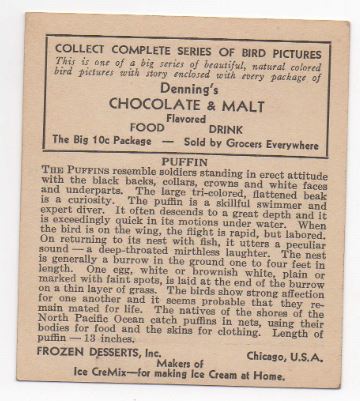 COLLECT COMPLETE SERIES OF BIRD PICTURES
This is one of a big series of beautiful, natural colored
bird pictures with story enclosed with every package of
Denning's
CHOCOLATE & MALT
Flavored
FOOD DRINK
The Big 10c Package — Sold by Grocers Everywhere
PUFFIN
THE PUFFINS resemble soldiers standing in erect attitude
with the black backs, collars, crowns and white faces
and underparts. The large tri-colored, flattened beak
is a curiosity. The puffin is a skillful swimmer and
expert diver. It often descends to a great depth and it
is exceedingly quick in its motions under water. When
the bird is on the wing, the flight is rapid, but labored.
On returning to its nest with fish, it utters a peculiar
sound — a deep-throated mirthless laughter. The nest
is generally a burrow in the ground one to four feet in
length. One egg, white or brownish white, plain or
marked with faint spots, is laid at the end of the burrow
on a thin layer of grass. The birds show strong affection
for one another and it seems probable that they re-
main mated for life. The natives of the shores of the
North Pacific Ocean catch puffins in nets, using their
bodies for food and the skins for clothing. Length of
puffin — 13 inches.
FROZEN DESSERTS, Inc. Chicago, U.S.A.
Makers of
Ice CreMix—for making Ice Cream at Home.